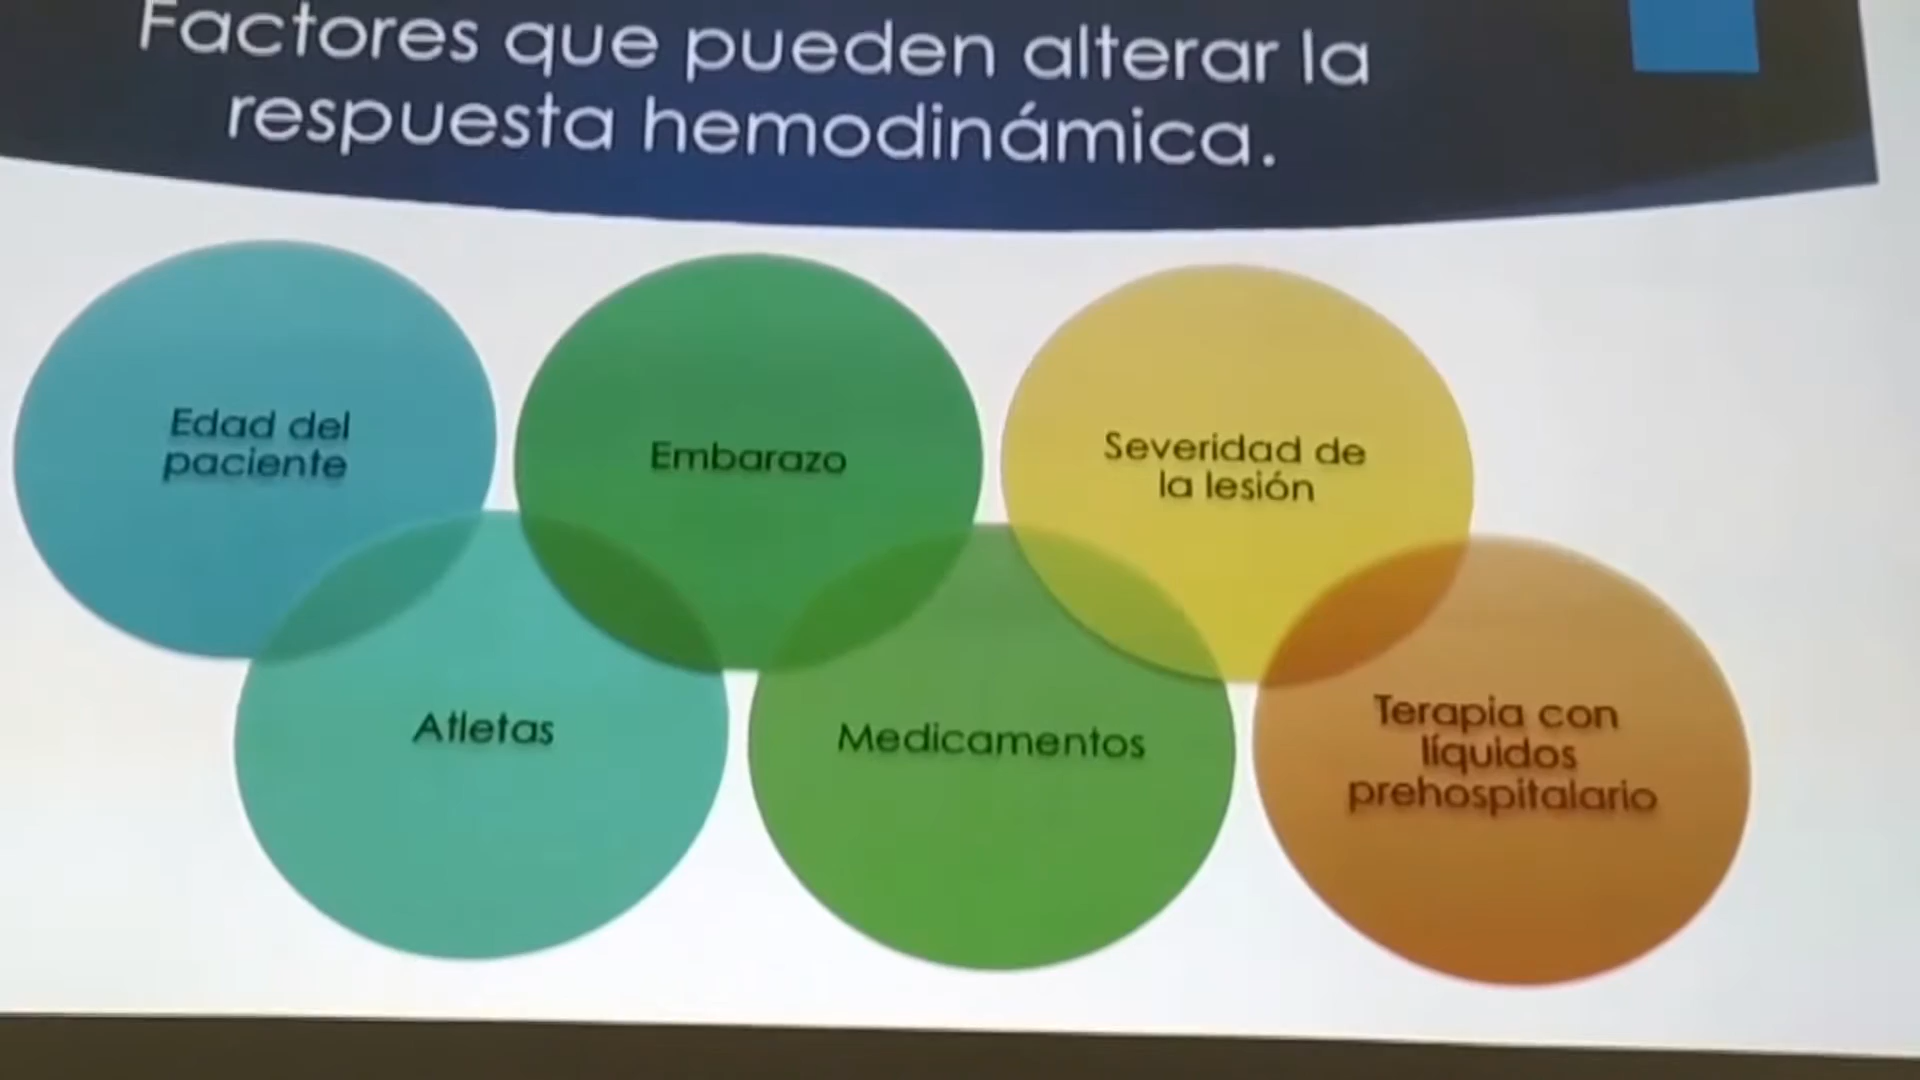 Factores que pueden alterar la
respuesta hemodinámica.
Edad del
paciente
Embarazo
Severidad de
la lesión
Atletas
Medicamentos
Terapia con
líquidos
prehospitalario